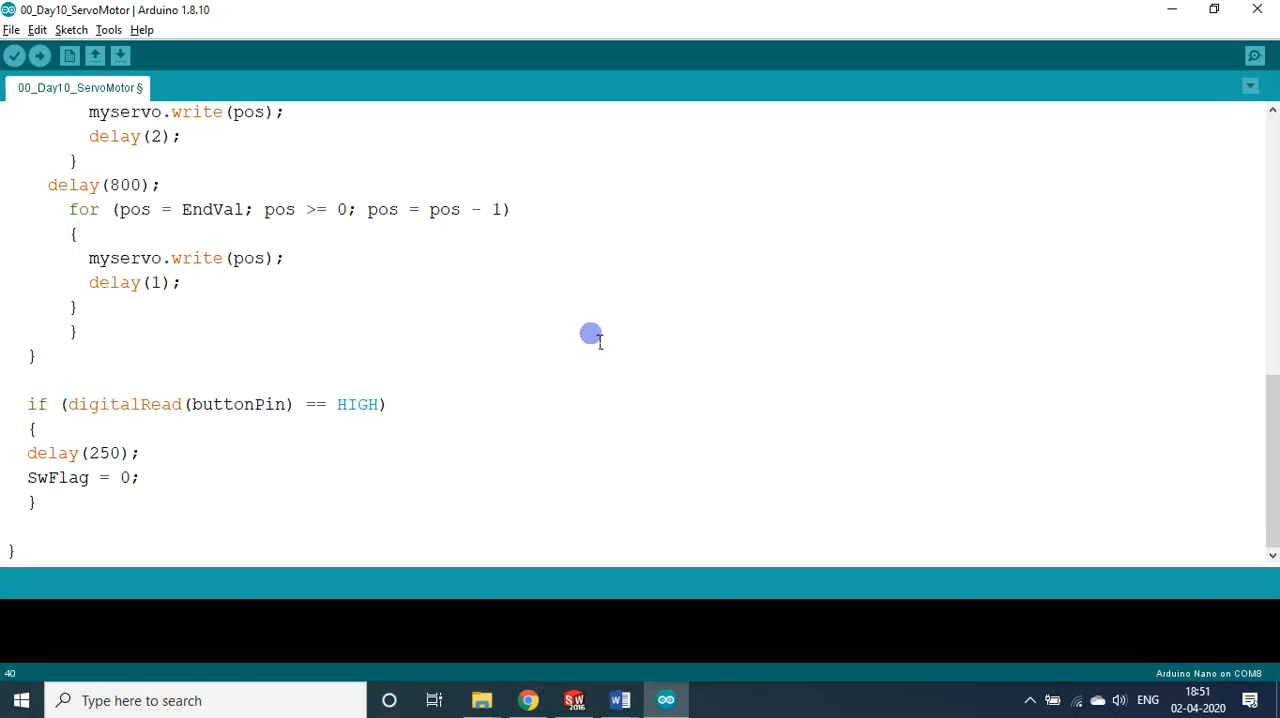 00_Day10_ServoMotor | Arduino 1.8.10
File Edit Sketch Tools Help
00_Day10_ServoMotor §
myservo.write(pos);
delay(2);
}
delay(800);
for (pos = EndVal; pos >= 0; pos = pos - 1)
{
myservo.write(pos);
delay(1);
}
}
}
if (digitalRead(buttonPin) == HIGH)
{
delay(250);
SwFlag = 0;
}
}
40
Arduino Nano on COM8
Type here to search
SW
2016
W
ENG
18:51
02-04-2020